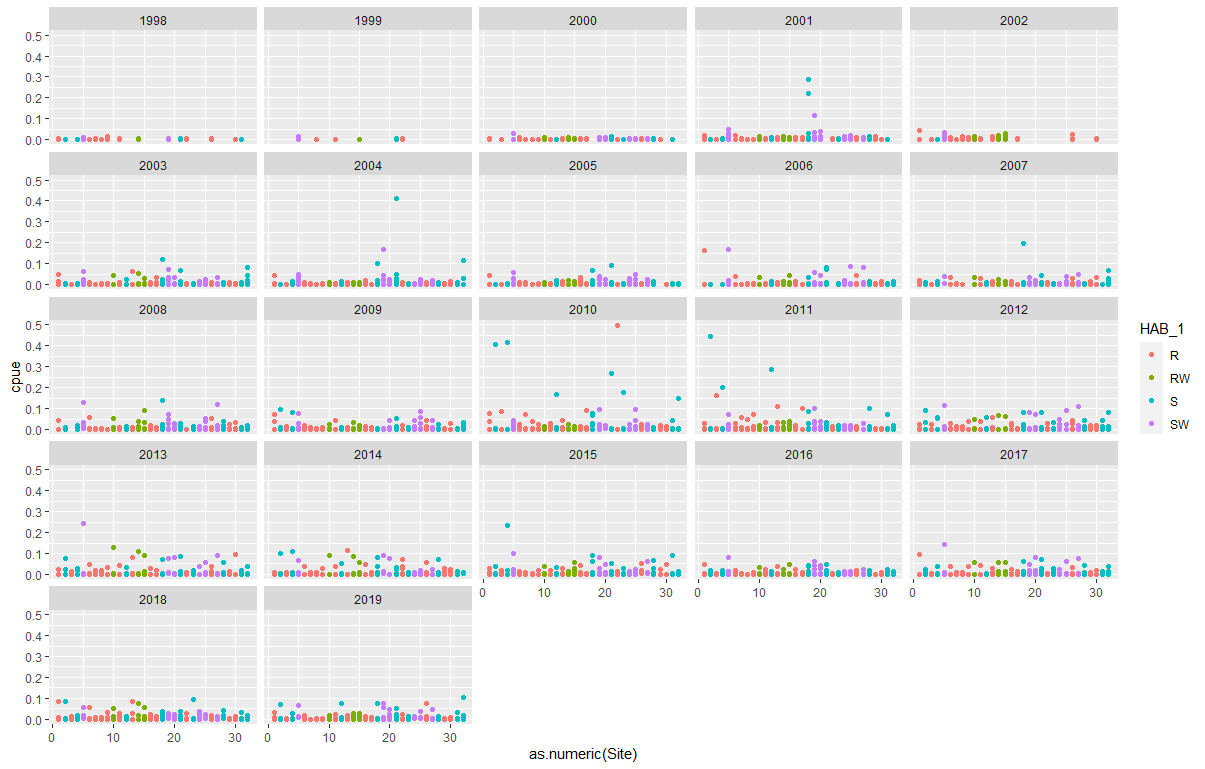 1998 1999 2000 2001 2002
0.5
0.4
0.3
0.2
0.1
0.0
2003 2004 2005 2006 2007
0.5
0.4
0.3
0.2
0.1
0.0
2008 2009 2010 2011 2012
0.5
0.4
0.3
0.2
0.1
0.0
2013 2014 2015 2016 2017
0.5
0.4
0.3
0.2
0.1
0.0
0 10 20 30 0 10 20 30 0 10 20 30
2018 2019
0.5
0.4
0.3
0.2
0.1
0.0
0 10 20 30 0 10 20 30
as.numeric(Site)
cpue
HAB_1
R
RW
S
SW